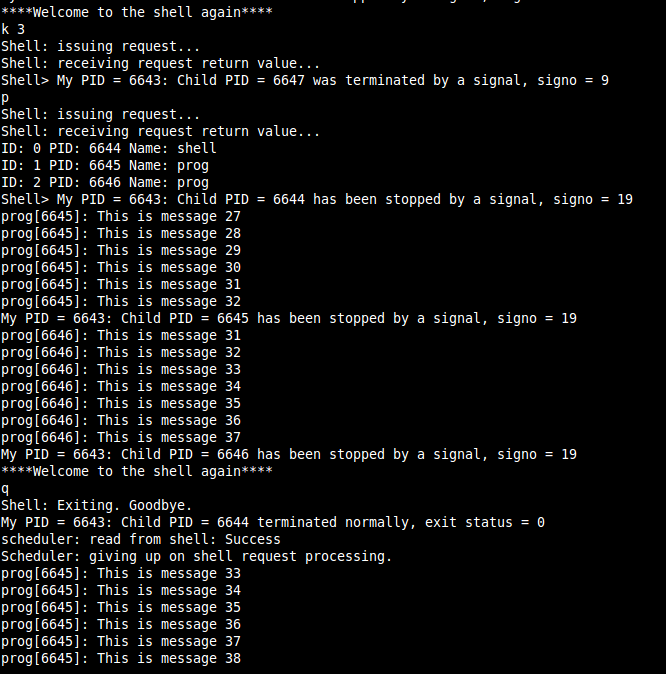 ****Welcome to the shell again****
k 3
Shell: issuing request...
Shell: receiving request return value...
Shell> My PID = 6643: Child PID = 6647 was terminated by a signal, signo = 9
p
Shell: issuing request...
Shell: receiving request return value...
ID: 0 PID: 6644 Name: shell
ID: 1 PID: 6645 Name: prog
ID: 2 PID: 6646 Name: prog
Shell> My PID = 6643: Child PID = 6644 has been stopped by a signal, signo = 19
prog[6645]: This is message 27
prog[6645]: This is message 28
prog[6645]: This is message 29
prog[6645]: This is message 30
prog[6645]: This is message 31
prog[6645]: This is message 32
My PID = 6643: Child PID = 6645 has been stopped by a signal, signo = 19
prog[6646]: This is message 31
prog[6646]: This is message 32
prog[6646]: This is message 33
prog[6646]: This is message 34
prog[6646]: This is message 35
prog[6646]: This is message 36
prog[6646]: This is message 37
My PID = 6643: Child PID = 6646 has been stopped by a signal, signo = 19
****Welcome to the shell again****
q
Shell: Exiting. Goodbye.
My PID = 6643: Child PID = 6644 terminated normally, exit status = 0
scheduler: read from shell: Success
Scheduler: giving up on shell request processing.
prog[6645]: This is message 33
prog[6645]: This is message 34
prog[6645]: This is message 35
prog[6645]: This is message 36
prog[6645]: This is message 37
prog[6645]: This is message 38